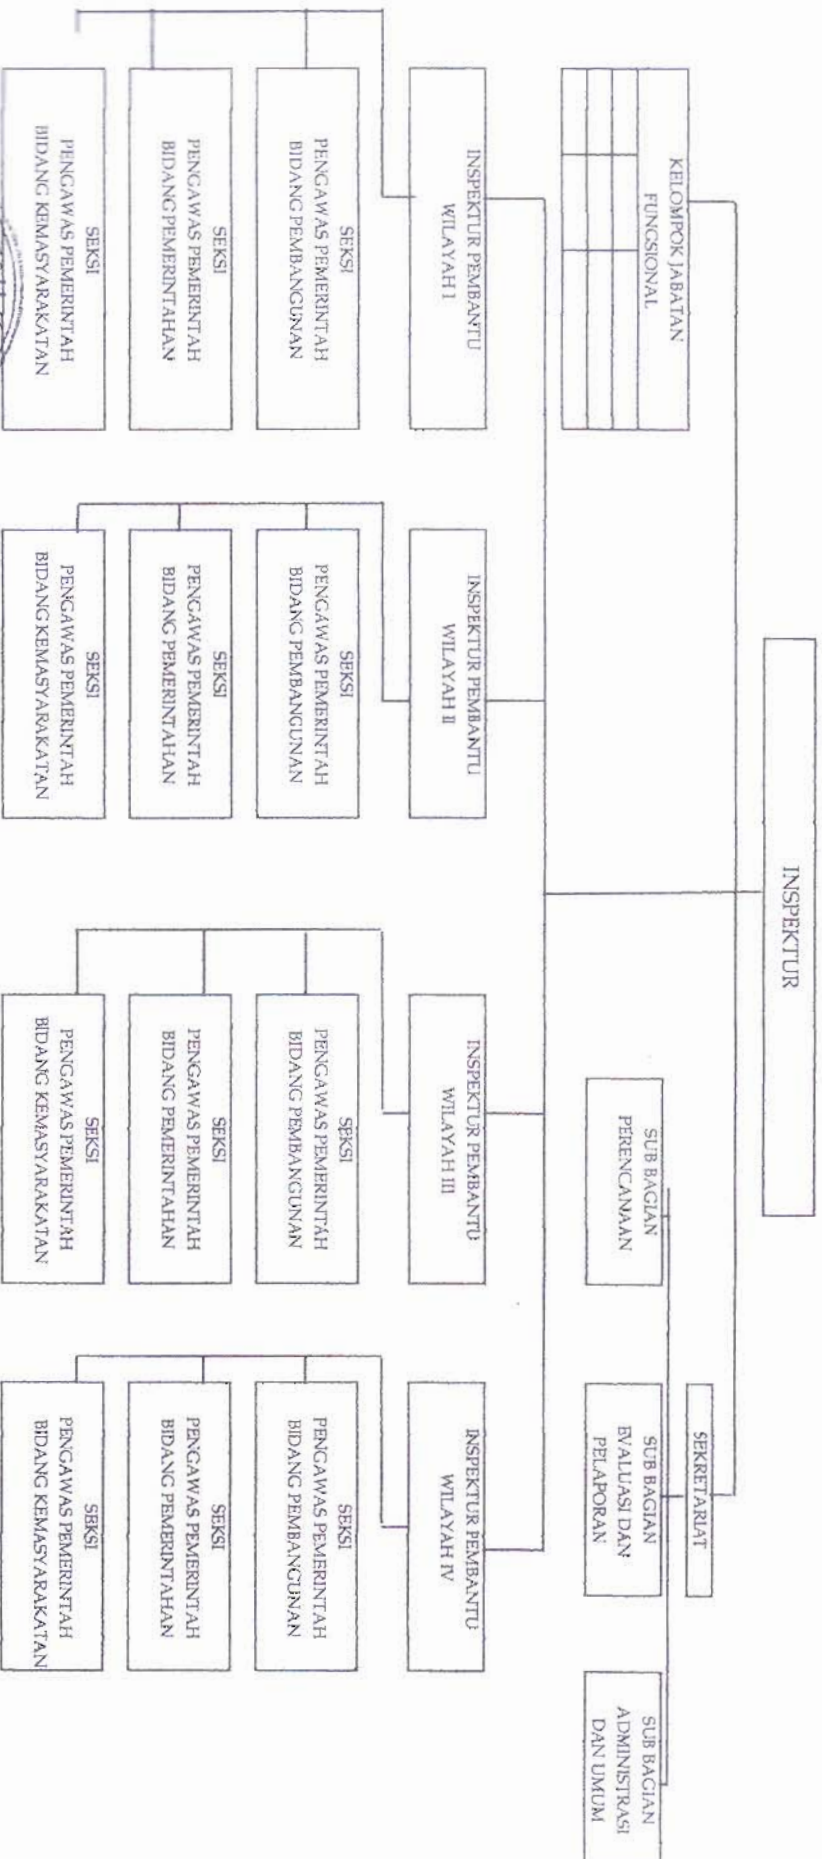 INSPEKTUR
KELOMPOK JABATAN
FUNGSIONAL
SEKRETARIAT
SUB BAGIAN
PERENCANAAN
SUB BAGIAN
EVALUASI DAN
PELAPORAN
SUB BAGIAN
ADMINISTRASI
DAN UMUM
INSPEKTUR PEMBANTU
WILAYAH I
INSPEKTUR PEMBANTU
WILAYAH II
INSPEKTUR PEMBANTU
WILAYAH III
INSPEKTUR PEMBANTU
WILAYAH IV
SEKSI
PENGAWAS PEMERINTAH
BIDANG PEMBANGUNAN
SEKSI
PENGAWAS PEMERINTAH
BIDANG PEMBANGUNAN
SEKSI
PENGAWAS PEMERINTAH
BIDANG PEMBANGUNAN
SEKSI
PENGAWAS PEMERINTAH
BIDANG PEMBANGUNAN
SEKSI
PENGAWAS PEMERINTAH
BIDANG PEMERINTAHAN
SEKSI
PENGAWAS PEMERINTAH
BIDANG PEMERINTAHAN
SEKSI
PENGAWAS PEMERINTAH
BIDANG PEMERINTAHAN
SEKSI
PENGAWAS PEMERINTAH
BIDANG PEMERINTAHAN
SEKSI
PENGAWAS PEMERINTAH
BIDANG KEMASYARAKATAN
SEKSI
PENGAWAS PEMERINTAH
BIDANG KEMASYARAKATAN
SEKSI
PENGAWAS PEMERINTAH
BIDANG KEMASYARAKATAN
SEKSI
PENGAWAS PEMERINTAH
BIDANG KEMASYARAKATAN